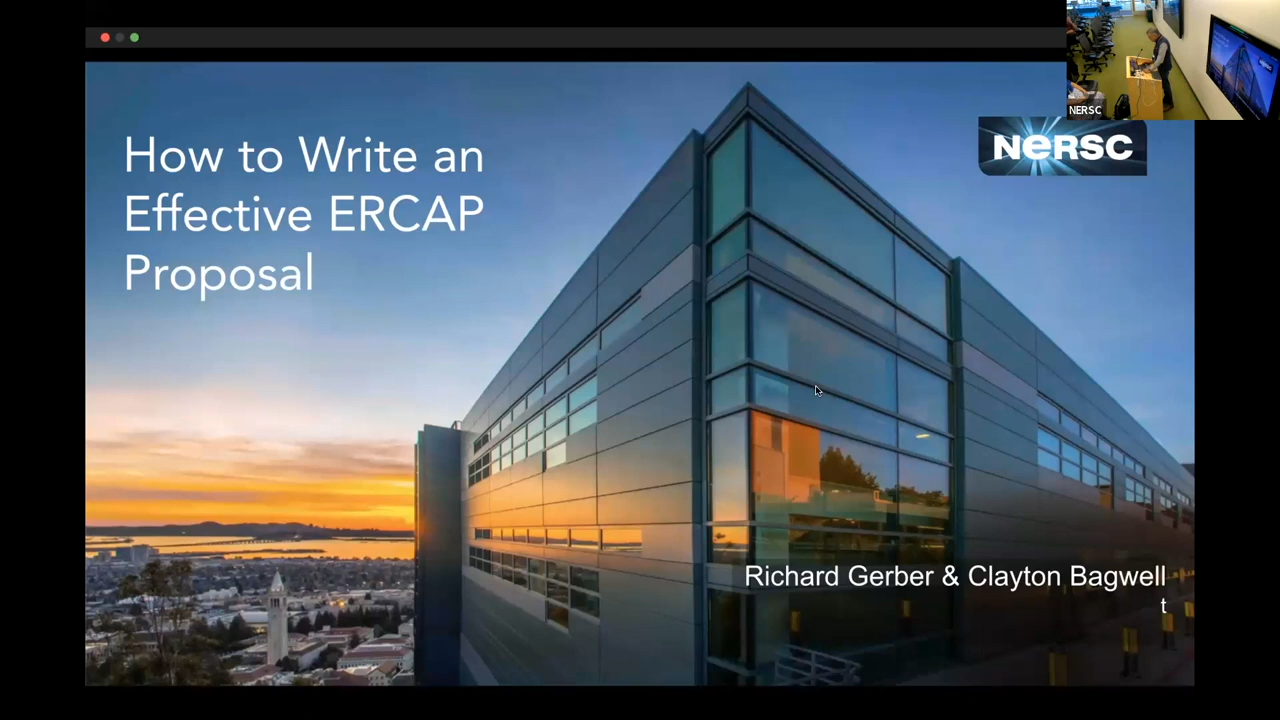 How to Write an
Effective ERCAP
Proposal
NERSC
NERSC
Richard Gerber & Clayton Bagwell
t